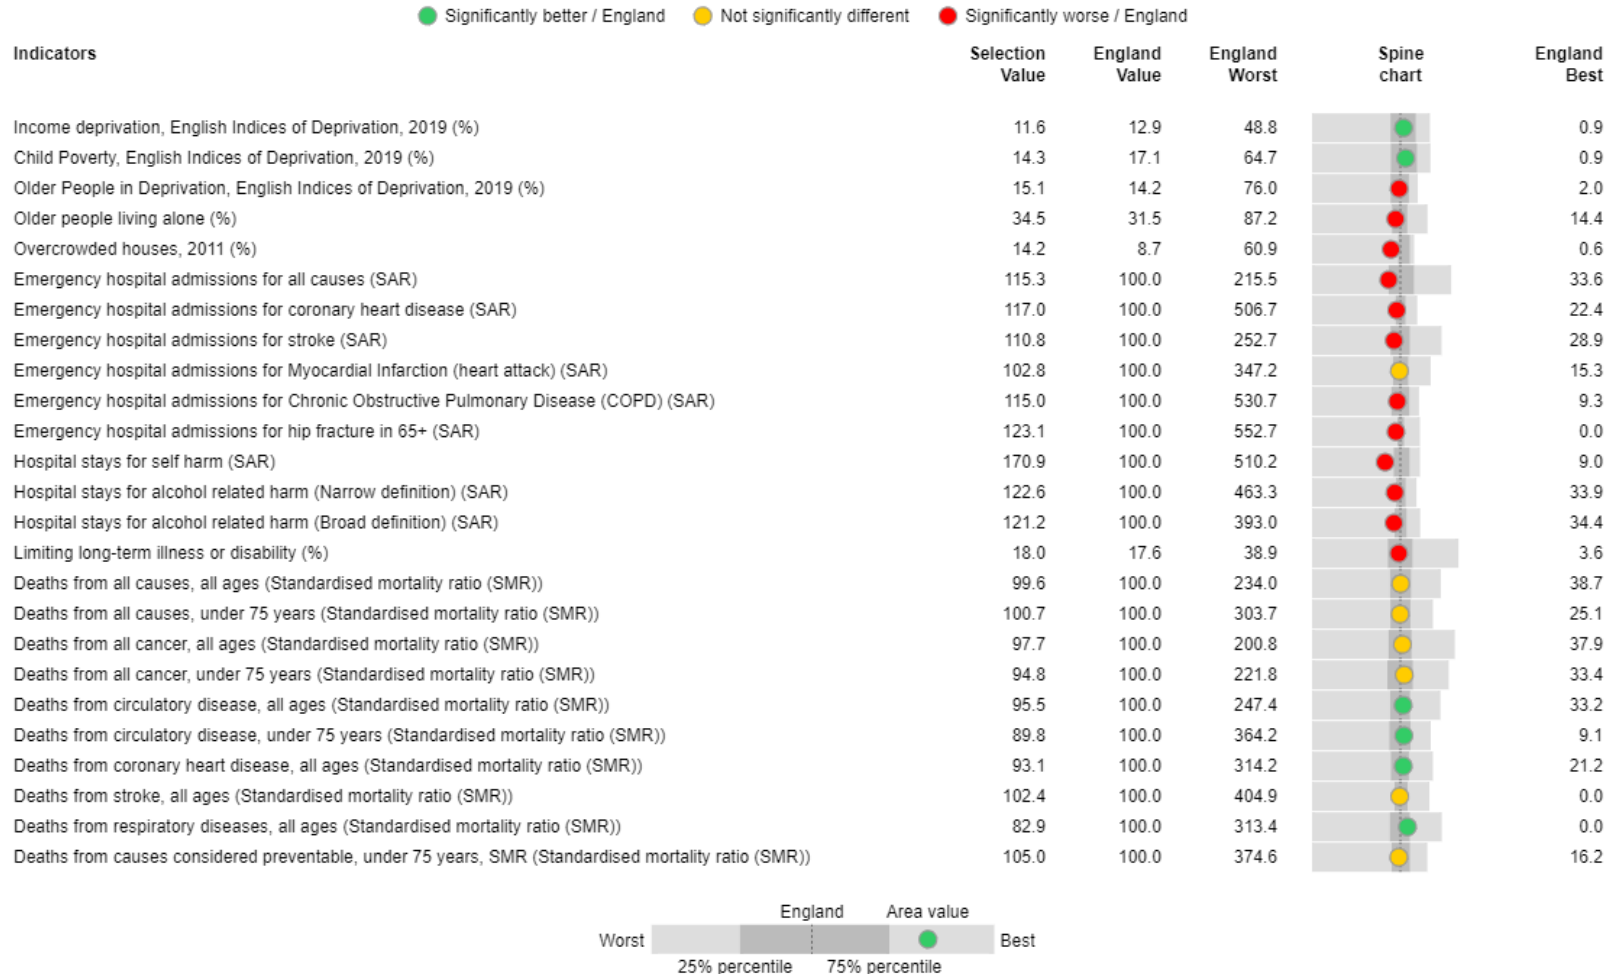 Significantly better / England Not significantly different Significantly worse / England
Indicators Selection Value England Value England Worst Spine chart England Best
Income deprivation, English Indices of Deprivation, 2019 (%) 11.6 12.9 48.8 0.9
Child Poverty, English Indices of Deprivation, 2019 (%) 14.3 17.1 64.7 0.9
Older People in Deprivation, English Indices of Deprivation, 2019 (%) 15.1 14.2 76.0 2.0
Older people living alone (%) 34.5 31.5 87.2 14.4
Overcrowded houses, 2011 (%) 14.2 8.7 60.9 0.6
Emergency hospital admissions for all causes (SAR) 115.3 100.0 215.5 33.6
Emergency hospital admissions for coronary heart disease (SAR) 117.0 100.0 506.7 22.4
Emergency hospital admissions for stroke (SAR) 110.8 100.0 252.7 28.9
Emergency hospital admissions for Myocardial Infarction (heart attack) (SAR) 102.8 100.0 347.2 15.3
Emergency hospital admissions for Chronic Obstructive Pulmonary Disease (COPD) (SAR) 115.0 100.0 530.7 9.3
Emergency hospital admissions for hip fracture in 65+ (SAR) 123.1 100.0 552.7 0.0
Hospital stays for self harm (SAR) 170.9 100.0 510.2 9.0
Hospital stays for alcohol related harm (Narrow definition) (SAR) 122.6 100.0 463.3 33.9
Hospital stays for alcohol related harm (Broad definition) (SAR) 121.2 100.0 393.0 34.4
Limiting long-term illness or disability (%) 18.0 17.6 38.9 3.6
Deaths from all causes, all ages (Standardised mortality ratio (SMR)) 99.6 100.0 234.0 38.7
Deaths from all causes, under 75 years (Standardised mortality ratio (SMR)) 100.7 100.0 303.7 25.1
Deaths from all cancer, all ages (Standardised mortality ratio (SMR)) 97.7 100.0 200.8 37.9
Deaths from all cancer, under 75 years (Standardised mortality ratio (SMR)) 94.8 100.0 221.8 33.4
Deaths from circulatory disease, all ages (Standardised mortality ratio (SMR)) 95.5 100.0 247.4 33.2
Deaths from circulatory disease, under 75 years (Standardised mortality ratio (SMR)) 89.8 100.0 364.2 9.1
Deaths from coronary heart disease, all ages (Standardised mortality ratio (SMR)) 93.1 100.0 314.2 21.2
Deaths from stroke, all ages (Standardised mortality ratio (SMR)) 102.4 100.0 404.9 0.0
Deaths from respiratory diseases, all ages (Standardised mortality ratio (SMR)) 82.9 100.0 313.4 0.0
Deaths from causes considered preventable, under 75 years, SMR (Standardised mortality ratio (SMR)) 105.0 100.0 374.6 16.2
England Area value
Worst Best
25% percentile 75% percentile